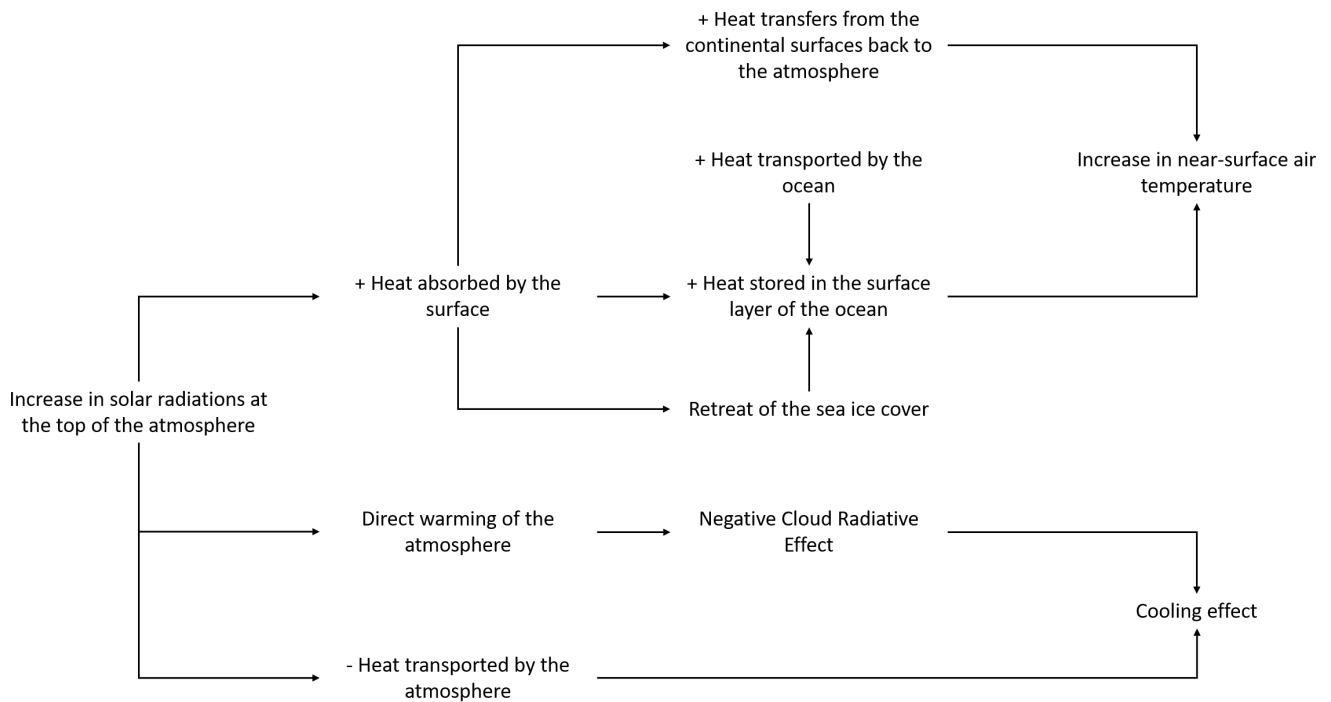 + Heat transfers from the
continental surfaces back to
the atmosphere
+ Heat transported by the
ocean
Increase in near-surface air
temperature
+ Heat absorbed by the
surface
+ Heat stored in the surface
layer of the ocean
Increase in solar radiations at
the top of the atmosphere
Retreat of the sea ice cover
Direct warming of the
atmosphere
Negative Cloud Radiative
Effect
Cooling effect
- Heat transported by the
atmosphere